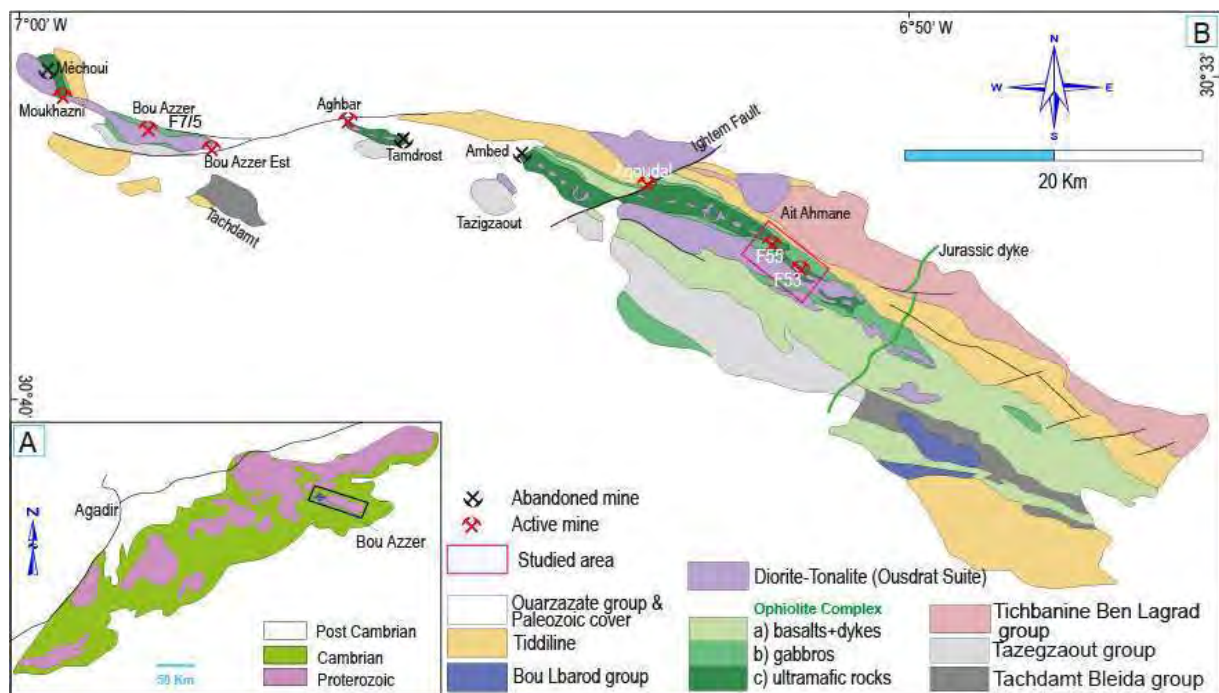 7°00' W
6°50' W
B
30°33'
N
W
E
S
20 Km
Méchoui
Moukhazni
Bou Azzer
F7/5
Bou Azzer Est
Aghbar
Tamdrost
Tachdamt
Ambed
Tazigzaout
Ightem Fault
Zgoudal
Ait Ahmane
F55
F53
Jurassic dyke
30°40'
A
N
Agadir
Bou Azzer
Post Cambrian
Cambrian
Proterozoic
50 Km
Abandoned mine
Active mine
Studied area
Ouarzazate group &
Paleozoic cover
Tiddiline
Bou Lbarod group
Diorite-Tonalite (Ousdrat Suite)
Ophiolite Complex
a) basalts+dykes
b) gabbros
c) ultramafic rocks
Tichbanine Ben Lagrad
group
Tazegzaout group
Tachdamt Bleida group